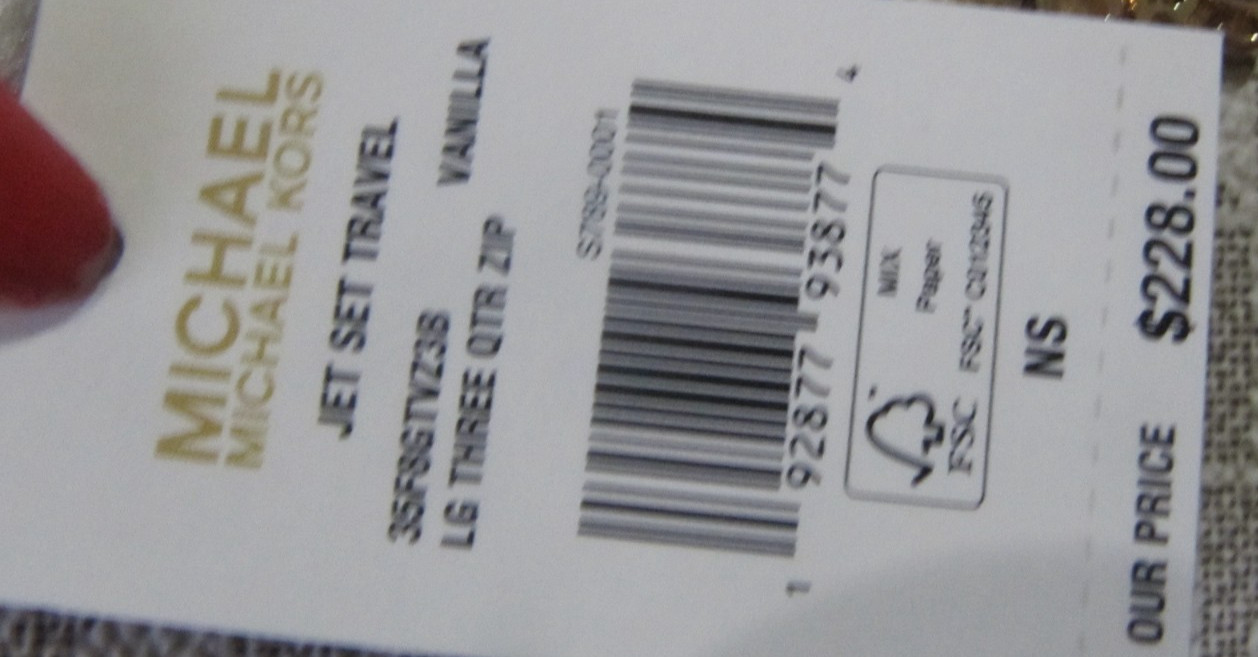 MICHAEL
MICHAEL KORS
JET SET TRAVEL
35F8GTVZ3B VANILLA
LG THREE QTR ZIP
S789-0001
1 92877 93877 4
MIX
Paper
FSC FSC™ C012945
NS
OUR PRICE $228.00